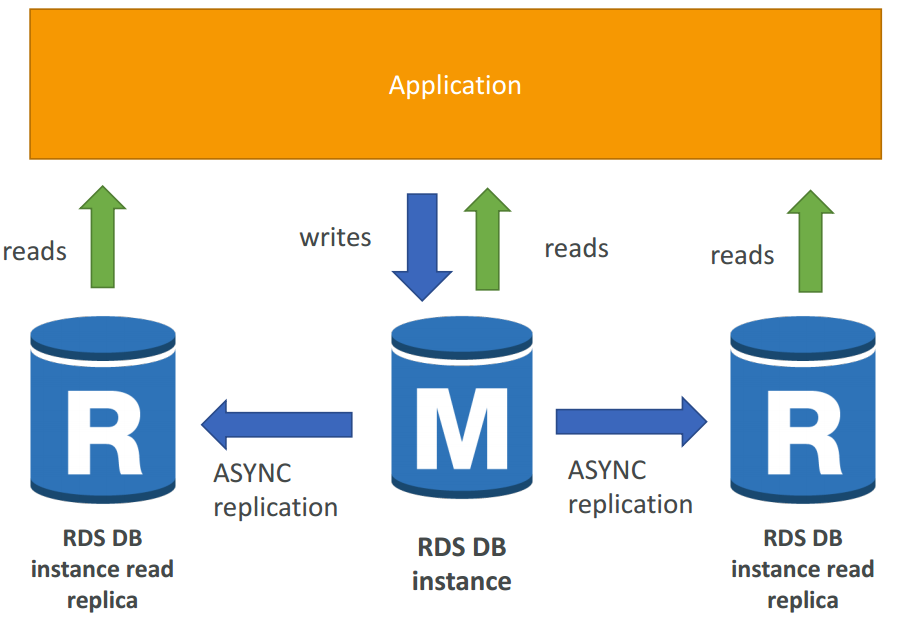 Application
reads
writes
reads
reads
R
M
R
ASYNC
replication
ASYNC
replication
RDS DB
instance read
replica
RDS DB
instance
RDS DB
instance read
replica